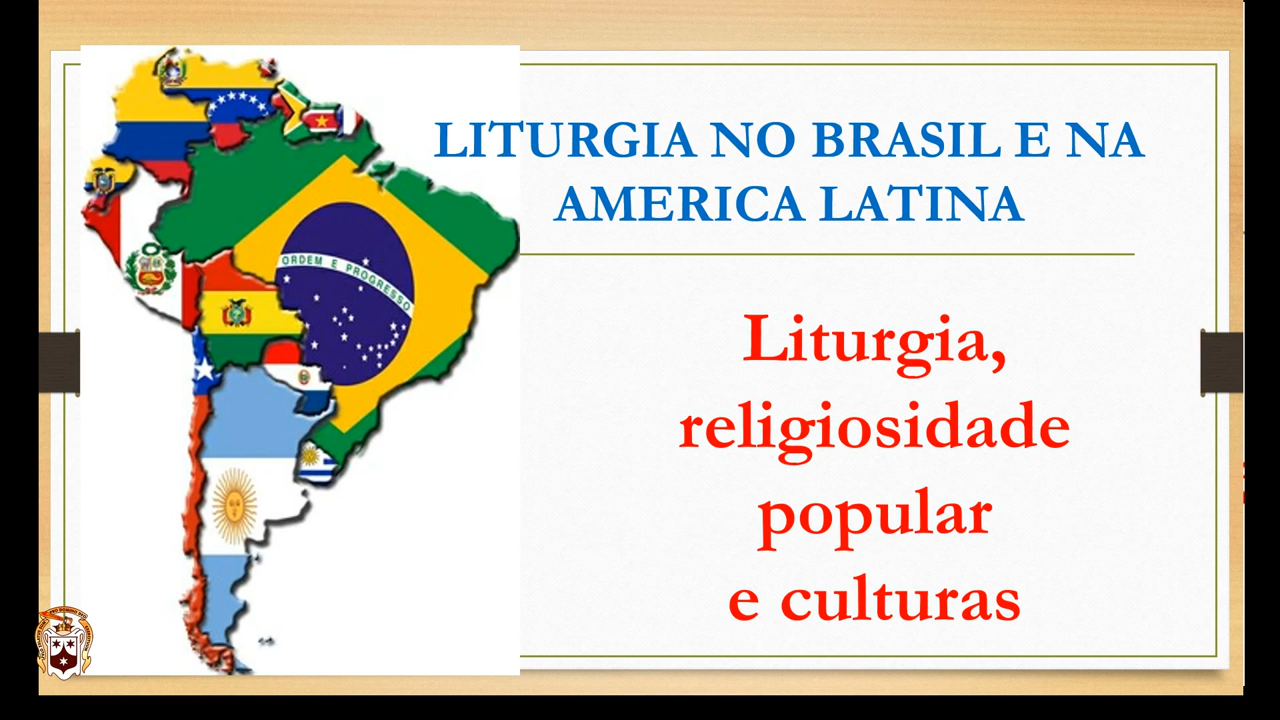 LITURGIA NO BRASIL E NA
AMERICA LATINA
ORDEM E PROGRESSO
Liturgia,
religiosidade
popular
e culturas